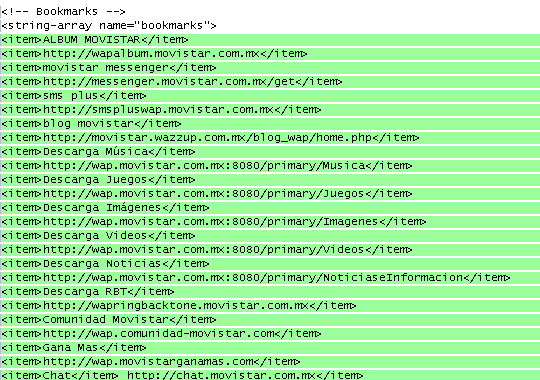 <!-- Bookmarks -->
<string-array name="bookmarks">
<item>ALBUM MOVISTAR</item>
<item>http://wapalbum.movistar.com.mx</item>
<item>movistar messenger</item>
<item>http://messenger.movistar.com.mx/get</item>
<item>sms plus</item>
<item>http://smspluswap.movistar.com.mx</item>
<item>blog movistar</item>
<item>http://movistar.wazzup.com.mx/blog_wap/home.php</item>
<item>Descarga Música</item>
<item>http://wap.movistar.com.mx:8080/primary/Musica</item>
<item>Descarga Juegos</item>
<item>http://wap.movistar.com.mx:8080/primary/Juegos</item>
<item>Descarga Imágenes</item>
<item>http://wap.movistar.com.mx:8080/primary/Imagenes</item>
<item>Descarga Videos</item>
<item>http://wap.movistar.com.mx:8080/primary/Videos</item>
<item>Descarga Noticias</item>
<item>http://wap.movistar.com.mx:8080/primary/NoticiaseInformacion</item>
<item>Descarga RBT</item>
<item>http://wapringbacktone.movistar.com.mx</item>
<item>Comunidad Movistar</item>
<item>http://wap.comunidad-movistar.com</item>
<item>Gana Mas</item>
<item>http://wap.movistarganamas.com</item>
<item>Chat</item> http://chat.movistar.com.mx</item>